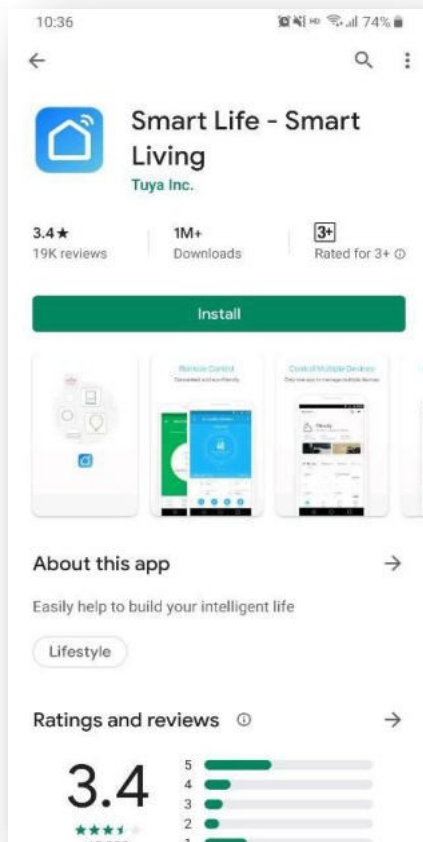 10:36
HD 74%
Smart Life - Smart
Living
Tuya Inc.
3.4★ 1M+ 3+
19K reviews Downloads Rated for 3+
Install
Remote Control
Control Multiple Devices
About this app
Easily help to build your intelligent life
Lifestyle
Ratings and reviews
3.4
5
4
3
2
1